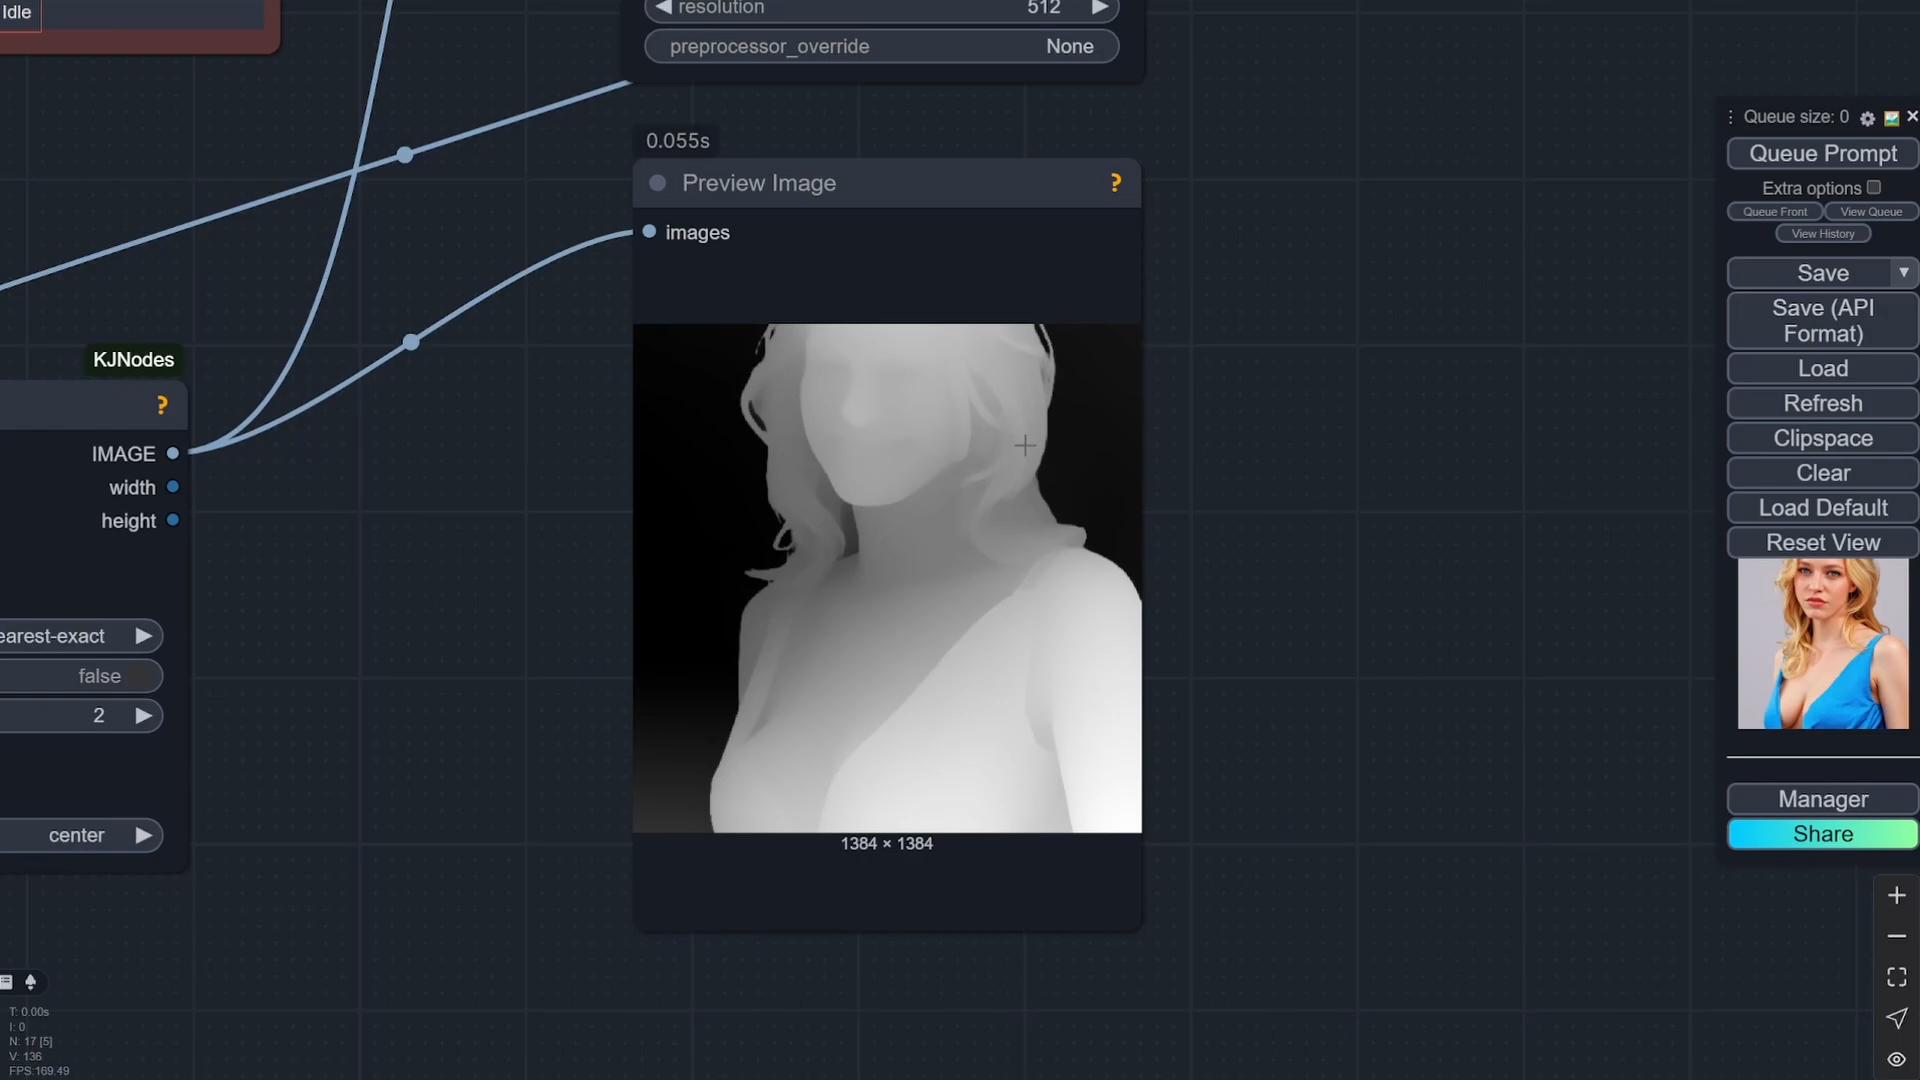 Idle
resolution 512
preprocessor_override None
0.055s
Preview Image ?
images
KJNodes
?
IMAGE
width
height
earest-exact
false
2
center
1384 × 1384
Queue size: 0
Queue Prompt
Extra options
Queue Front View Queue
View History
Save
Save (API
Format)
Load
Refresh
Clipspace
Clear
Load Default
Reset View
Manager
Share
T: 0.00s
I: 0
N: 17 [5]
V: 136
FPS:169.49